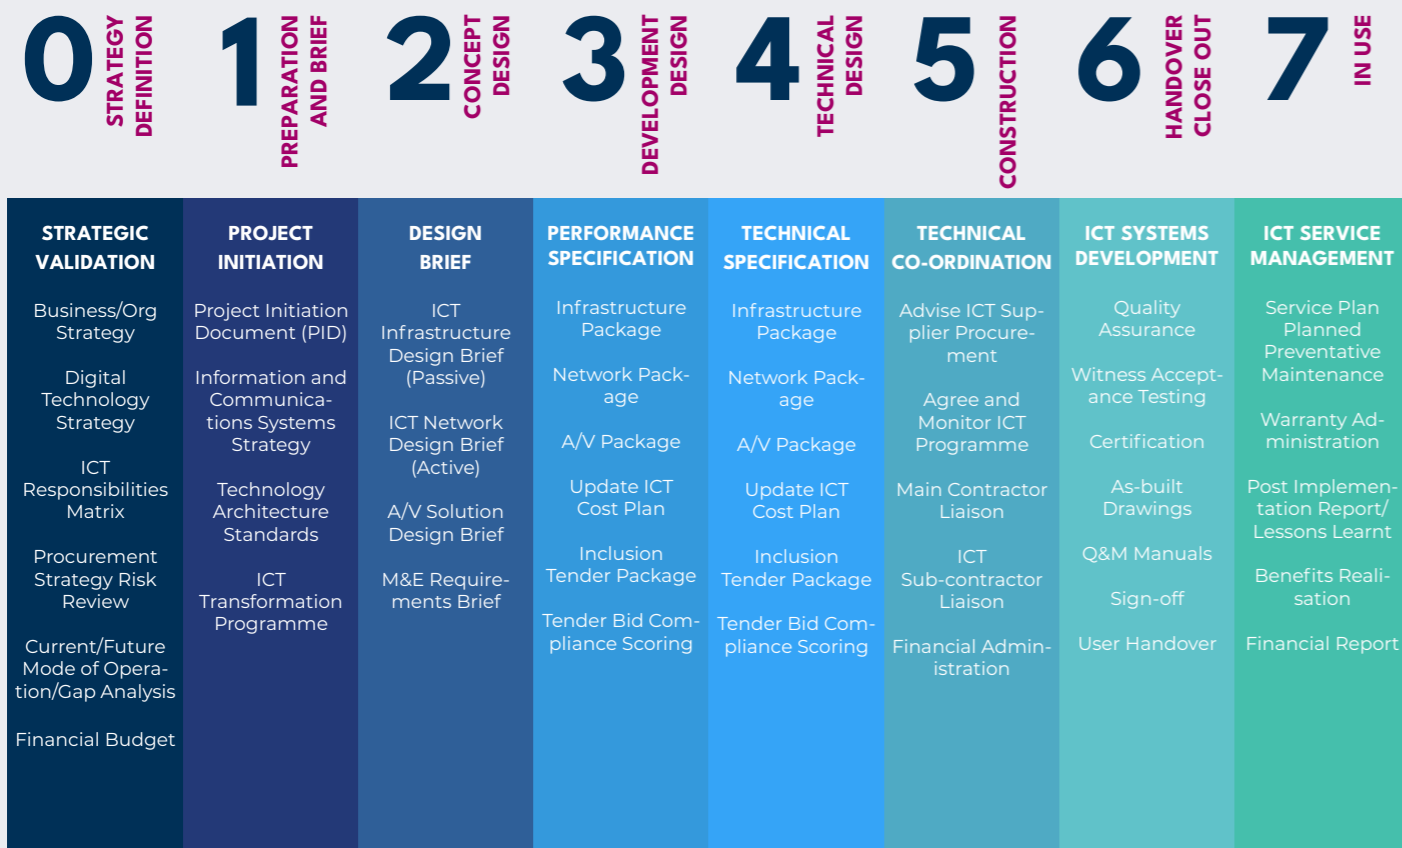 0
STRATEGY
DEFINITION
1
PREPARATION
AND BRIEF
2
CONCEPT
DESIGN
3
DEVELOPMENT
DESIGN
4
TECHNICAL
DESIGN
5
CONSTRUCTION
6
HANDOVER
CLOSE OUT
7
IN USE
STRATEGIC
VALIDATION
Business/Org
Strategy
Digital
Technology
Strategy
ICT
Responsibilities
Matrix
Procurement
Strategy Risk
Review
Current/Future
Mode of Opera-
tion/Gap Analysis
Financial Budget
PROJECT
INITIATION
Project Initiation
Document (PID)
Information and
Communica-
tions Systems
Strategy
Technology
Architecture
Standards
ICT
Transformation
Programme
DESIGN
BRIEF
ICT
Infrastructure
Design Brief
(Passive)
ICT Network
Design Brief
(Active)
A/V Solution
Design Brief
M&E Require-
ments Brief
PERFORMANCE
SPECIFICATION
Infrastructure
Package
Network Pack-
age
A/V Package
Update ICT
Cost Plan
Inclusion
Tender Package
Tender Bid Com-
pliance Scoring
TECHNICAL
SPECIFICATION
Infrastructure
Package
Network Pack-
age
A/V Package
Update ICT
Cost Plan
Inclusion
Tender Package
Tender Bid Com-
pliance Scoring
TECHNICAL
CO-ORDINATION
Advise ICT Sup-
plier Procure-
ment
Agree and
Monitor ICT
Programme
Main Contractor
Liaison
ICT
Sub-contractor
Liaison
Financial Admin-
istration
ICT SYSTEMS
DEVELOPMENT
Quality
Assurance
Witness Accept-
ance Testing
Certification
As-built
Drawings
Q&M Manuals
Sign-off
User Handover
ICT SERVICE
MANAGEMENT
Service Plan
Planned
Preventative
Maintenance
Warranty Ad-
ministration
Post Implemen-
tation Report/
Lessons Learnt
Benefits Reali-
sation
Financial Report